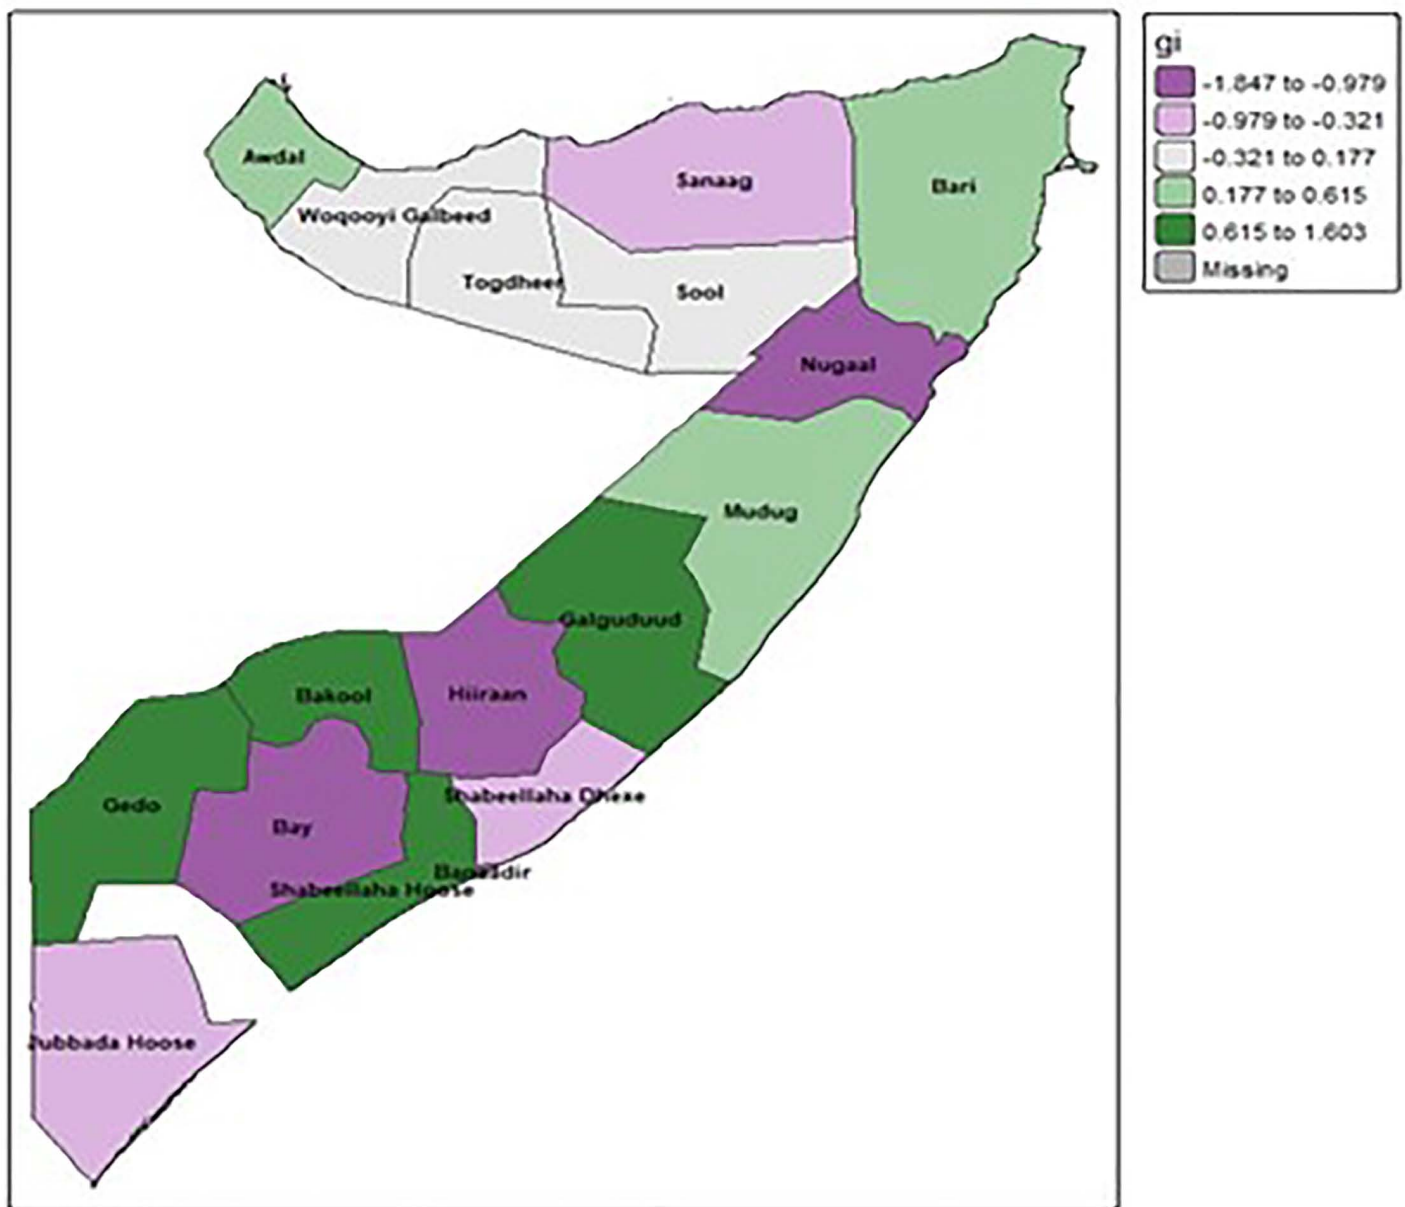 gi
-1.847 to -0.979
-0.979 to -0.321
-0.321 to 0.177
0.177 to 0.615
0.615 to 1.603
Missing
Awdal
Sanaag
Bari
Woqooyi Galbeed
Togdheer
Sool
Nugaal
Mudug
Galguduud
Bakool
Hiiraan
Gedo
Shabeellaha Dhexe
Bay
Banaadir
Shabeellaha Hoose
Jubbada Hoose